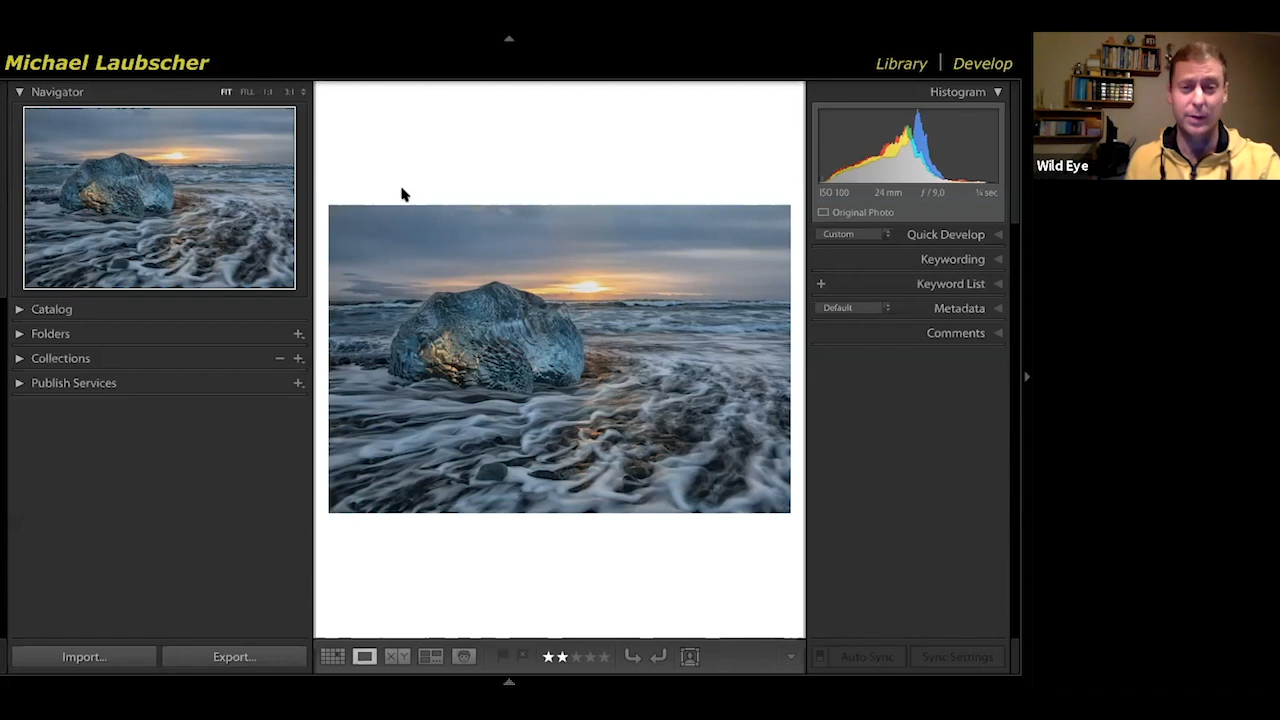 Michael Laubscher
Library | Develop
Navigator FIT FILL 1:1 3:1
Histogram
ISO 100 24 mm ƒ / 9,0 ¼ sec
Original Photo
Custom Quick Develop
Keywording
+ Keyword List
Default Metadata
Comments
Catalog
Folders +
Collections − +
Publish Services +
Import... Export...
XY
Auto Sync Sync Settings
Wild Eye